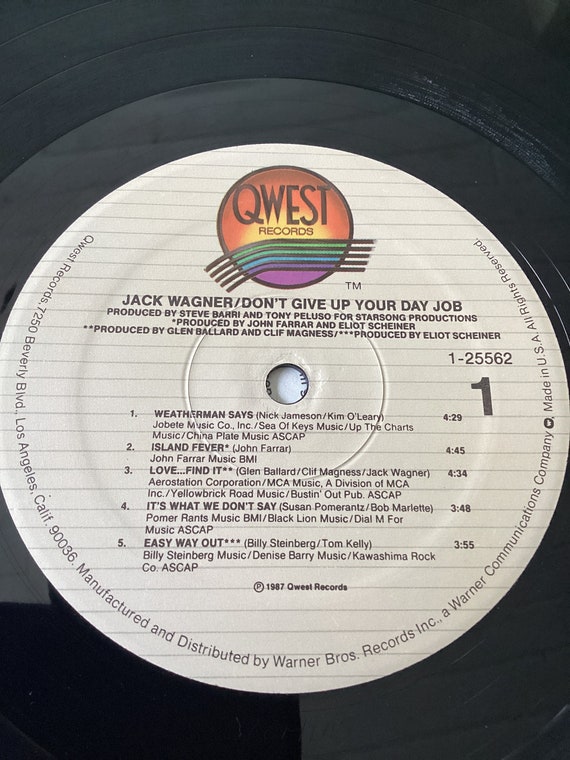 QWEST
RECORDS
TM
JACK WAGNER/DON'T GIVE UP YOUR DAY JOB
PRODUCED BY STEVE BARRI AND TONY PELUSO FOR STARSONG PRODUCTIONS
*PRODUCED BY JOHN FARRAR AND ELIOT SCHEINER
**PRODUCED BY GLEN BALLARD AND CLIF MAGNESS/***PRODUCED BY ELIOT SCHEINER
1-25562
1
1. WEATHERMAN SAYS (Nick Jameson/Kim O'Leary) 4:29
Jobete Music Co., Inc./Sea Of Keys Music/Up The Charts
Music/China Plate Music ASCAP
2. ISLAND FEVER* (John Farrar) 4:45
John Farrar Music BMI
3. LOVE...FIND IT** (Glen Ballard/Clif Magness/Jack Wagner) 4:34
Aerostation Corporation/MCA Music, A Division of MCA
Inc./Yellowbrick Road Music/Bustin' Out Pub. ASCAP
4. IT'S WHAT WE DON'T SAY (Susan Pomerantz/Bob Marlette) 3:48
Pomer Rants Music BMI/Black Lion Music/Dial M For
Music ASCAP
5. EASY WAY OUT*** (Billy Steinberg/Tom Kelly) 3:55
Billy Steinberg Music/Denise Barry Music/Kawashima Rock
Co. ASCAP
℗ 1987 Qwest Records
Qwest Records, 7250 Beverly Blvd., Los Angeles, Calif. 90036, Manufactured and Distributed by Warner Bros. Records Inc., a Warner Communications Company Made in U.S.A. All Rights Reserved.